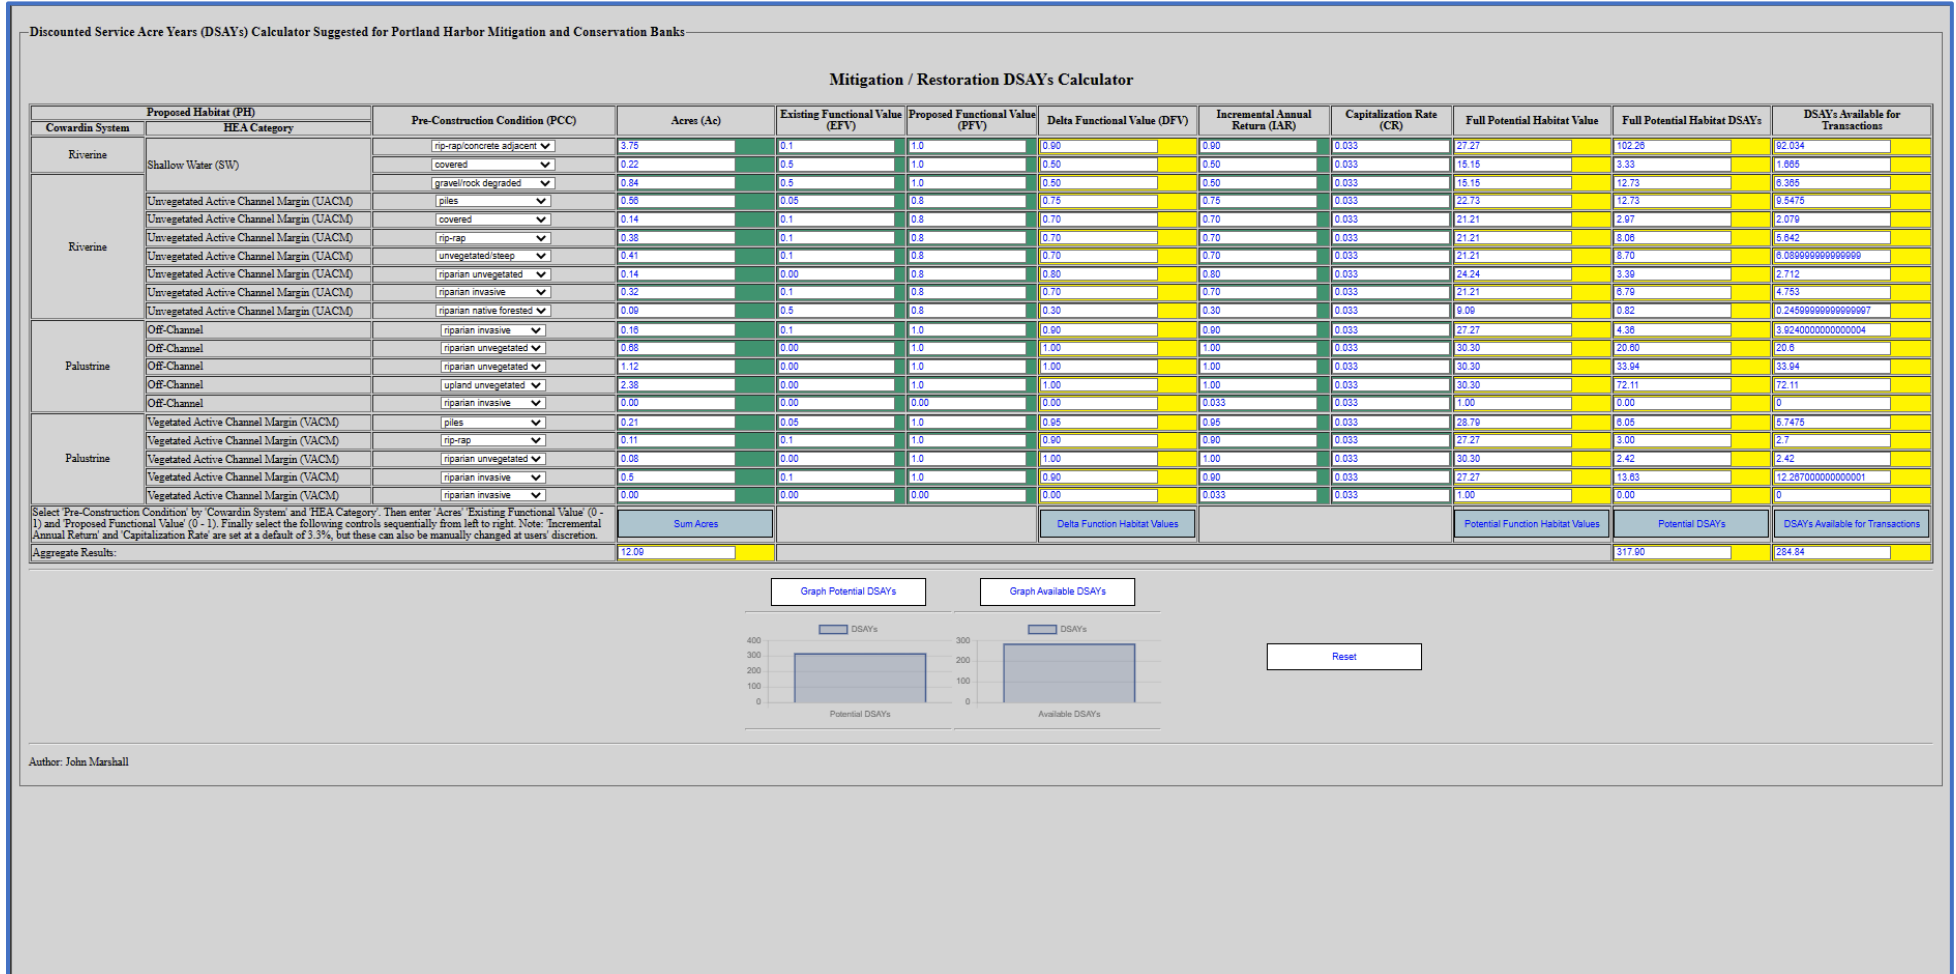 Discounted Service Acre Years (DSAYs) Calculator Suggested for Portland Harbor Mitigation and Conservation Banks
Mitigation / Restoration DSAYs Calculator
Proposed Habitat (PH) Pre-Construction Condition (PCC) Acres (Ac) Existing Functional Value (EFV) Proposed Functional Value (PFV) Delta Functional Value (DFV) Incremental Annual Return (IAR) Capitalization Rate (CR) Full Potential Habitat Value Full Potential Habitat DSAYs DSAYs Available for Transactions
Cowardin System HEA Category
Riverine Shallow Water (SW) rip-rap/concrete adjacent 3.75 0.1 1.0 0.90 0.90 0.033 27.27 102.26 92.034
covered 0.22 0.5 1.0 0.50 0.50 0.033 15.15 3.33 1.665
Riverine gravel/rock degraded 0.84 0.5 1.0 0.50 0.50 0.033 15.15 12.73 6.365
Unvegetated Active Channel Margin (UACM) piles 0.56 0.05 0.8 0.75 0.75 0.033 22.73 12.73 9.5475
Unvegetated Active Channel Margin (UACM) covered 0.14 0.1 0.8 0.70 0.70 0.033 21.21 2.97 2.079
Unvegetated Active Channel Margin (UACM) rip-rap 0.38 0.1 0.8 0.70 0.70 0.033 21.21 8.06 5.642
Unvegetated Active Channel Margin (UACM) unvegetated/steep 0.41 0.1 0.8 0.70 0.70 0.033 21.21 8.70 6.089999999999999
Unvegetated Active Channel Margin (UACM) riparian unvegetated 0.14 0.00 0.8 0.80 0.80 0.033 24.24 3.39 2.712
Unvegetated Active Channel Margin (UACM) riparian invasive 0.32 0.1 0.8 0.70 0.70 0.033 21.21 6.79 4.753
Unvegetated Active Channel Margin (UACM) riparian native forested 0.09 0.5 0.8 0.30 0.30 0.033 9.09 0.82 0.24599999999999997
Palustrine Off-Channel riparian invasive 0.16 0.1 1.0 0.90 0.90 0.033 27.27 4.36 3.9240000000000004
Off-Channel riparian unvegetated 0.68 0.00 1.0 1.00 1.00 0.033 30.30 20.60 20.6
Off-Channel riparian unvegetated 1.12 0.00 1.0 1.00 1.00 0.033 30.30 33.94 33.94
Off-Channel upland unvegetated 2.38 0.00 1.0 1.00 1.00 0.033 30.30 72.11 72.11
Off-Channel riparian invasive 0.00 0.00 0.00 0.00 0.033 0.033 1.00 0.00 0
Palustrine Vegetated Active Channel Margin (VACM) piles 0.21 0.05 1.0 0.95 0.95 0.033 28.79 6.05 5.7475
Vegetated Active Channel Margin (VACM) rip-rap 0.11 0.1 1.0 0.90 0.90 0.033 27.27 3.00 2.7
Vegetated Active Channel Margin (VACM) riparian unvegetated 0.08 0.00 1.0 1.00 1.00 0.033 30.30 2.42 2.42
Vegetated Active Channel Margin (VACM) riparian invasive 0.5 0.1 1.0 0.90 0.90 0.033 27.27 13.63 12.267000000000001
Vegetated Active Channel Margin (VACM) riparian invasive 0.00 0.00 0.00 0.00 0.033 0.033 1.00 0.00 0
Select 'Pre-Construction Condition' by 'Cowardin System' and 'HEA Category'. Then enter 'Acres' 'Existing Functional Value' (0 -
1) and 'Proposed Functional Value' (0 - 1). Finally select the following controls sequentially from left to right. Note: 'Incremental
Annual Return' and 'Capitalization Rate' are set at a default of 3.3%, but these can also be manually changed at users' discretion.
Sum Acres Delta Function Habitat Values Potential Function Habitat Values Potential DSAYs DSAYs Available for Transactions
Aggregate Results: 12.09 317.90 284.84
Graph Potential DSAYs Graph Available DSAYs
DSAYs DSAYs
400 300
300
200 200
100 100
0 0
Potential DSAYs Available DSAYs
Reset
Author: John Marshall